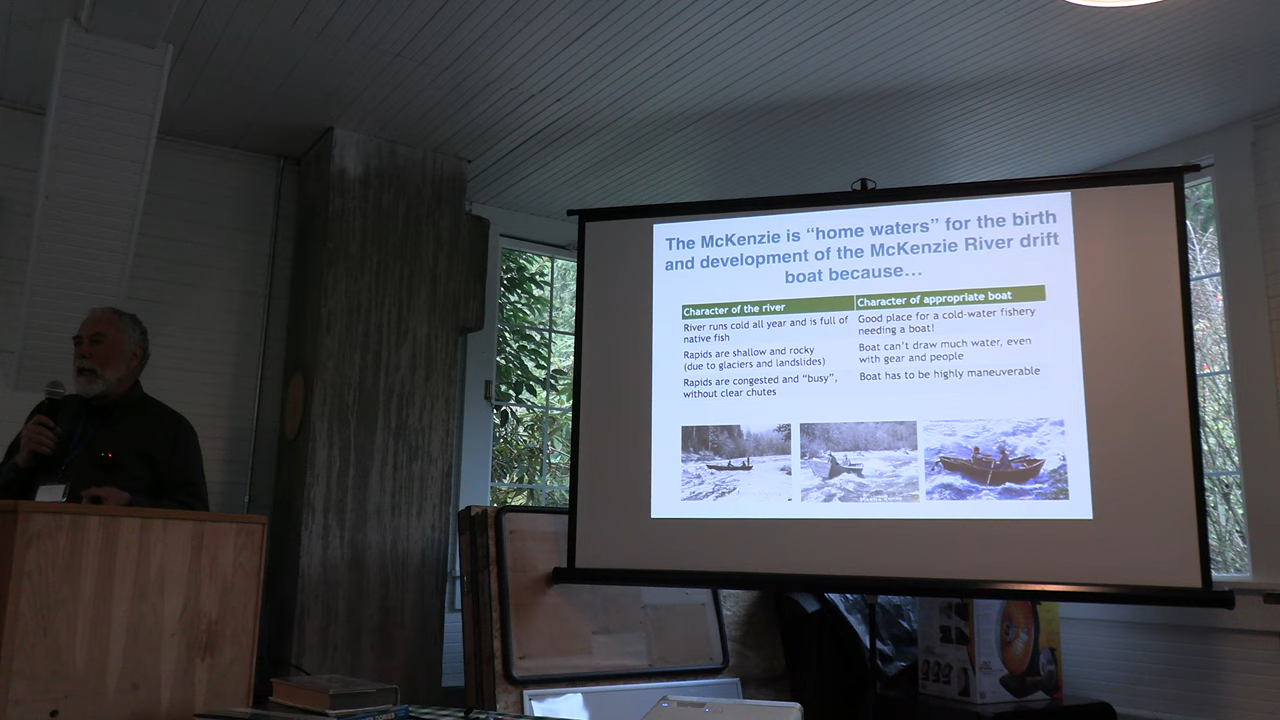 The McKenzie is “home waters” for the birth
and development of the McKenzie River drift
boat because…
Character of the river
Character of appropriate boat
River runs cold all year and is full of
native fish
Good place for a cold-water fishery
needing a boat!
Rapids are shallow and rocky
(due to glaciers and landslides)
Boat can’t draw much water, even
with gear and people
Rapids are congested and “busy”,
without clear chutes
Boat has to be highly maneuverable